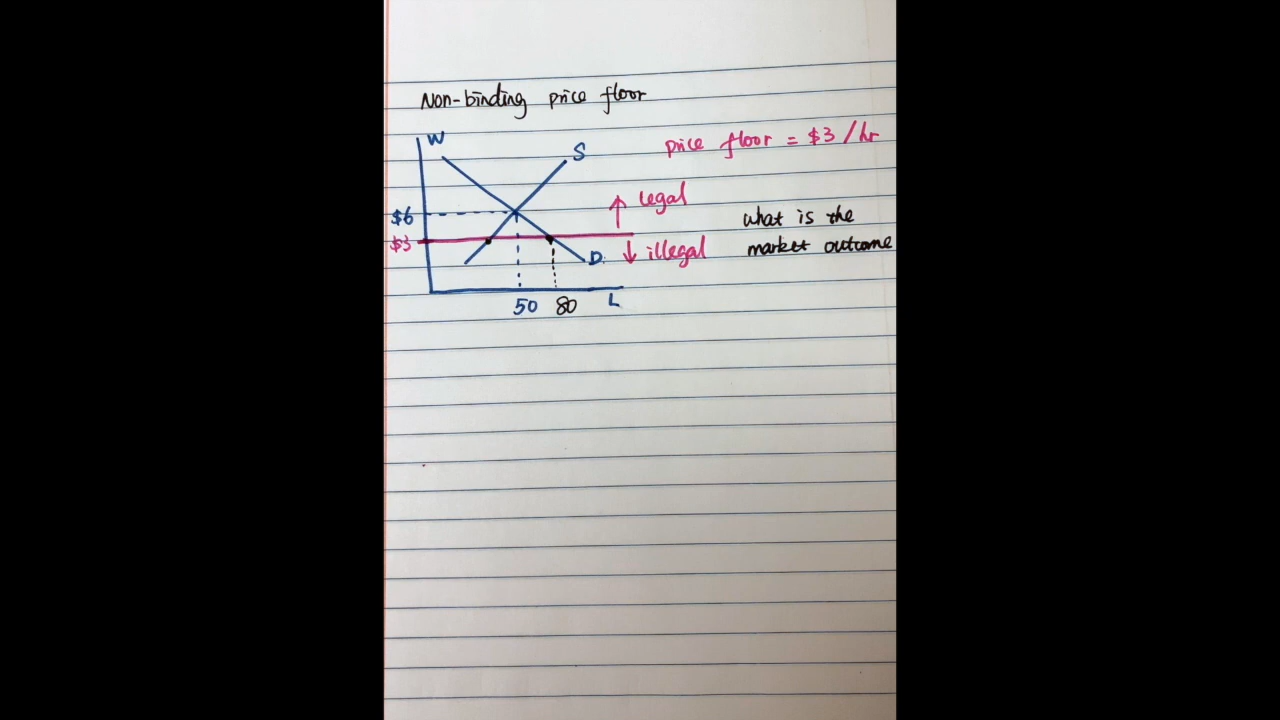 Non-binding price floor
W
S
price floor = $3/hr
↑ legal
$6
what is the
$3
↓ illegal
market outcome
D
50
80
L